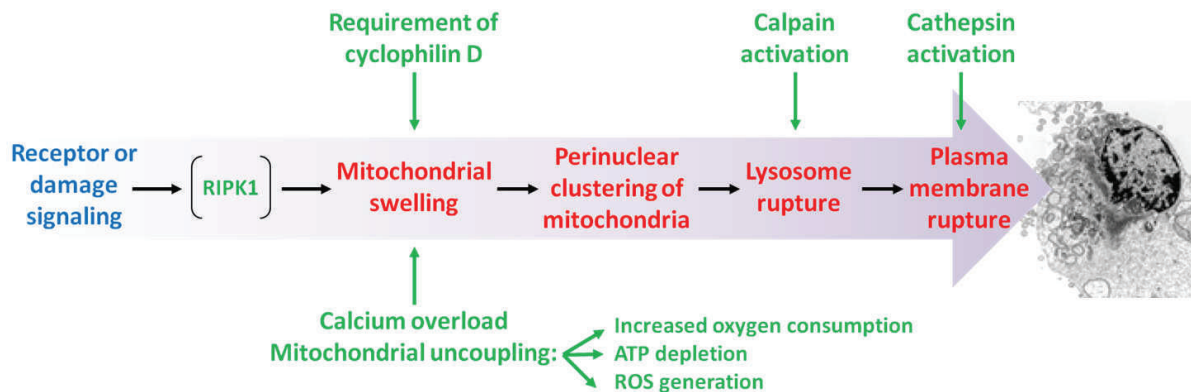 Requirement of
cyclophilin D
Calpain
activation
Cathepsin
activation
Receptor or
damage
signaling
RIPK1
Mitochondrial
swelling
Perinuclear
clustering of
mitochondria
Lysosome
rupture
Plasma
membrane
rupture
Calcium overload
Mitochondrial uncoupling:
Increased oxygen consumption
ATP depletion
ROS generation